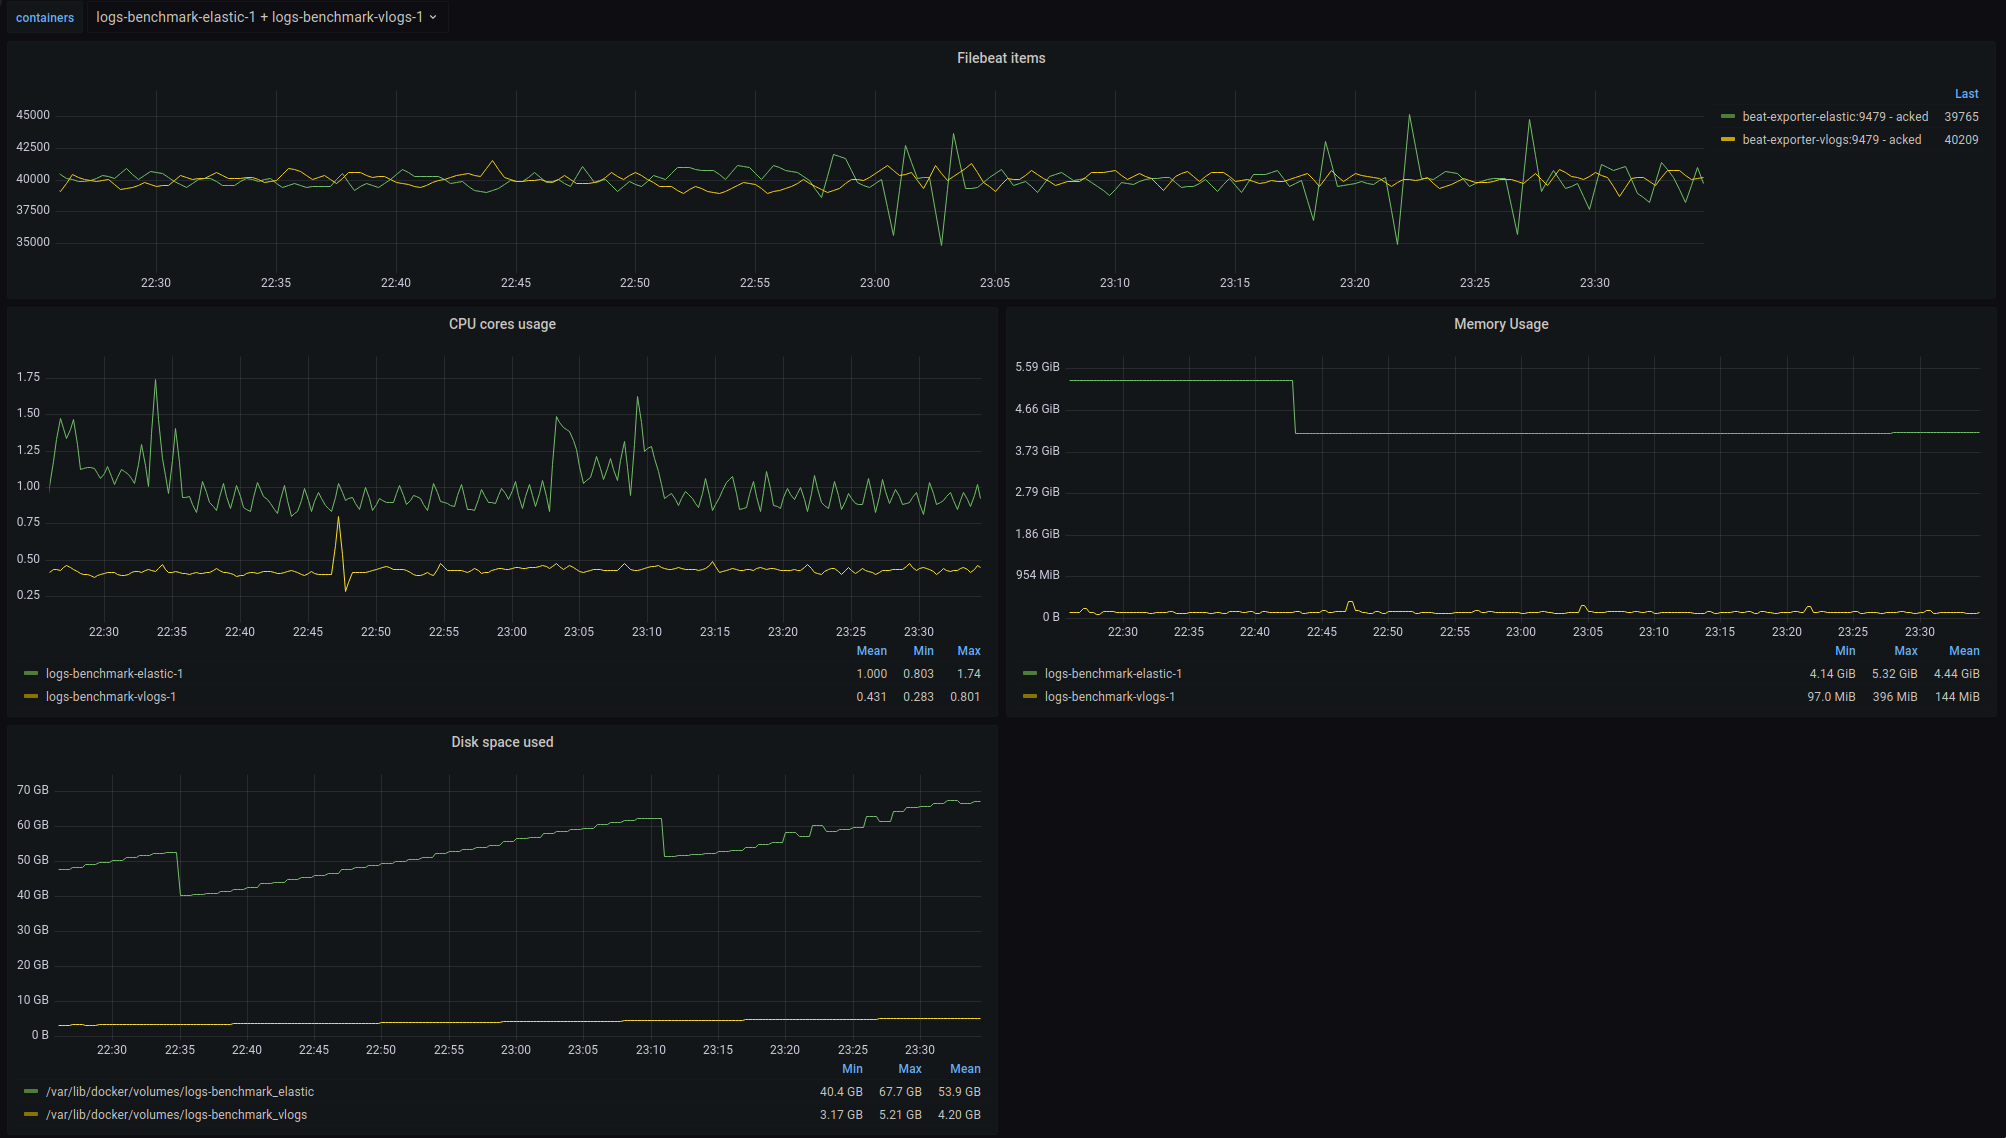 containers logs-benchmark-elastic-1 + logs-benchmark-vlogs-1
Filebeat items
45000
42500
40000
37500
35000
22:30 22:35 22:40 22:45 22:50 22:55 23:00 23:05 23:10 23:15 23:20 23:25 23:30
Last
beat-exporter-elastic:9479 - acked 39765
beat-exporter-vlogs:9479 - acked 40209
CPU cores usage
1.75
1.50
1.25
1.00
0.75
0.50
0.25
22:30 22:35 22:40 22:45 22:50 22:55 23:00 23:05 23:10 23:15 23:20 23:25 23:30
Mean Min Max
logs-benchmark-elastic-1 1.000 0.803 1.74
logs-benchmark-vlogs-1 0.431 0.283 0.801
Memory Usage
5.59 GiB
4.66 GiB
3.73 GiB
2.79 GiB
1.86 GiB
954 MiB
0 B
22:30 22:35 22:40 22:45 22:50 22:55 23:00 23:05 23:10 23:15 23:20 23:25 23:30
Min Max Mean
logs-benchmark-elastic-1 4.14 GiB 5.32 GiB 4.44 GiB
logs-benchmark-vlogs-1 97.0 MiB 396 MiB 144 MiB
Disk space used
70 GB
60 GB
50 GB
40 GB
30 GB
20 GB
10 GB
0 B
22:30 22:35 22:40 22:45 22:50 22:55 23:00 23:05 23:10 23:15 23:20 23:25 23:30
Min Max Mean
/var/lib/docker/volumes/logs-benchmark_elastic 40.4 GB 67.7 GB 53.9 GB
/var/lib/docker/volumes/logs-benchmark_vlogs 3.17 GB 5.21 GB 4.20 GB